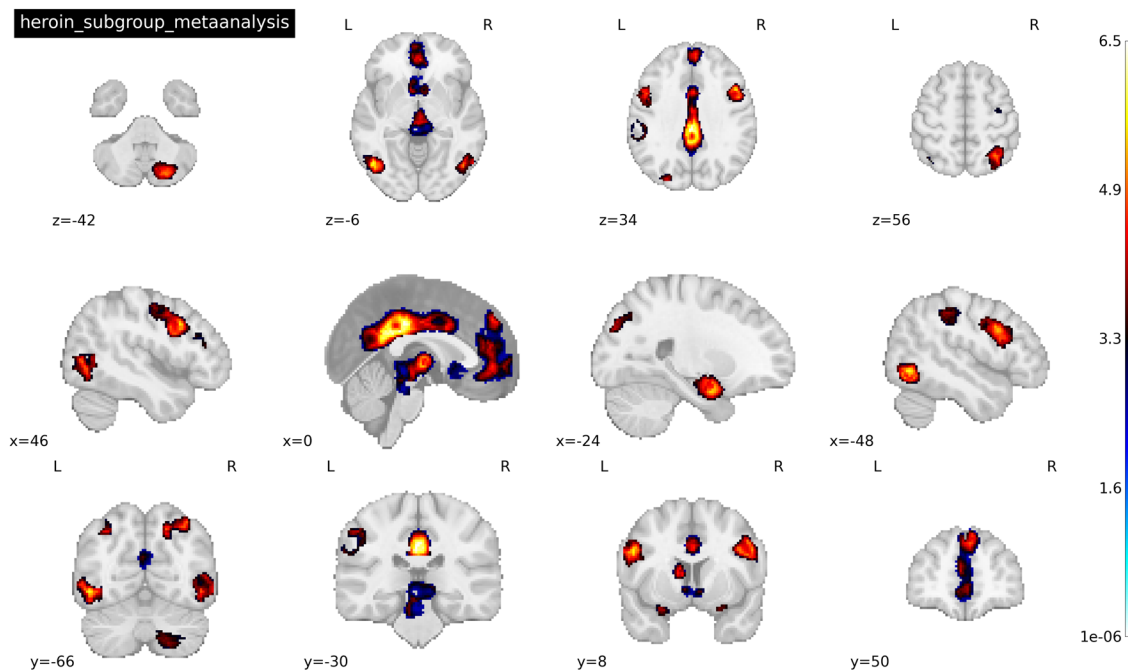 heroin_subgroup_metaanalysis
L R L R L R
6.5
z=-42 z=-6 z=34 z=56
4.9
3.3
x=46 x=0 x=-24 x=-48
L R L R L R L R
1.6
1e-06
y=-66 y=-30 y=8 y=50